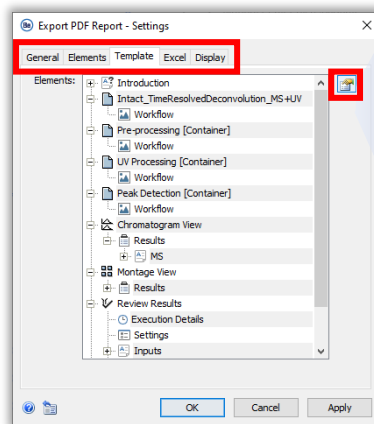 Export PDF Report - Settings
General Elements Template Excel Display
Elements:
Introduction
Intact_TimeResolvedDeconvolution_MS+UV
Workflow
Pre-processing [Container]
Workflow
UV Processing [Container]
Workflow
Peak Detection [Container]
Workflow
Chromatogram View
Results
MS
Montage View
Results
Review Results
Execution Details
Settings
Inputs
OK Cancel Apply